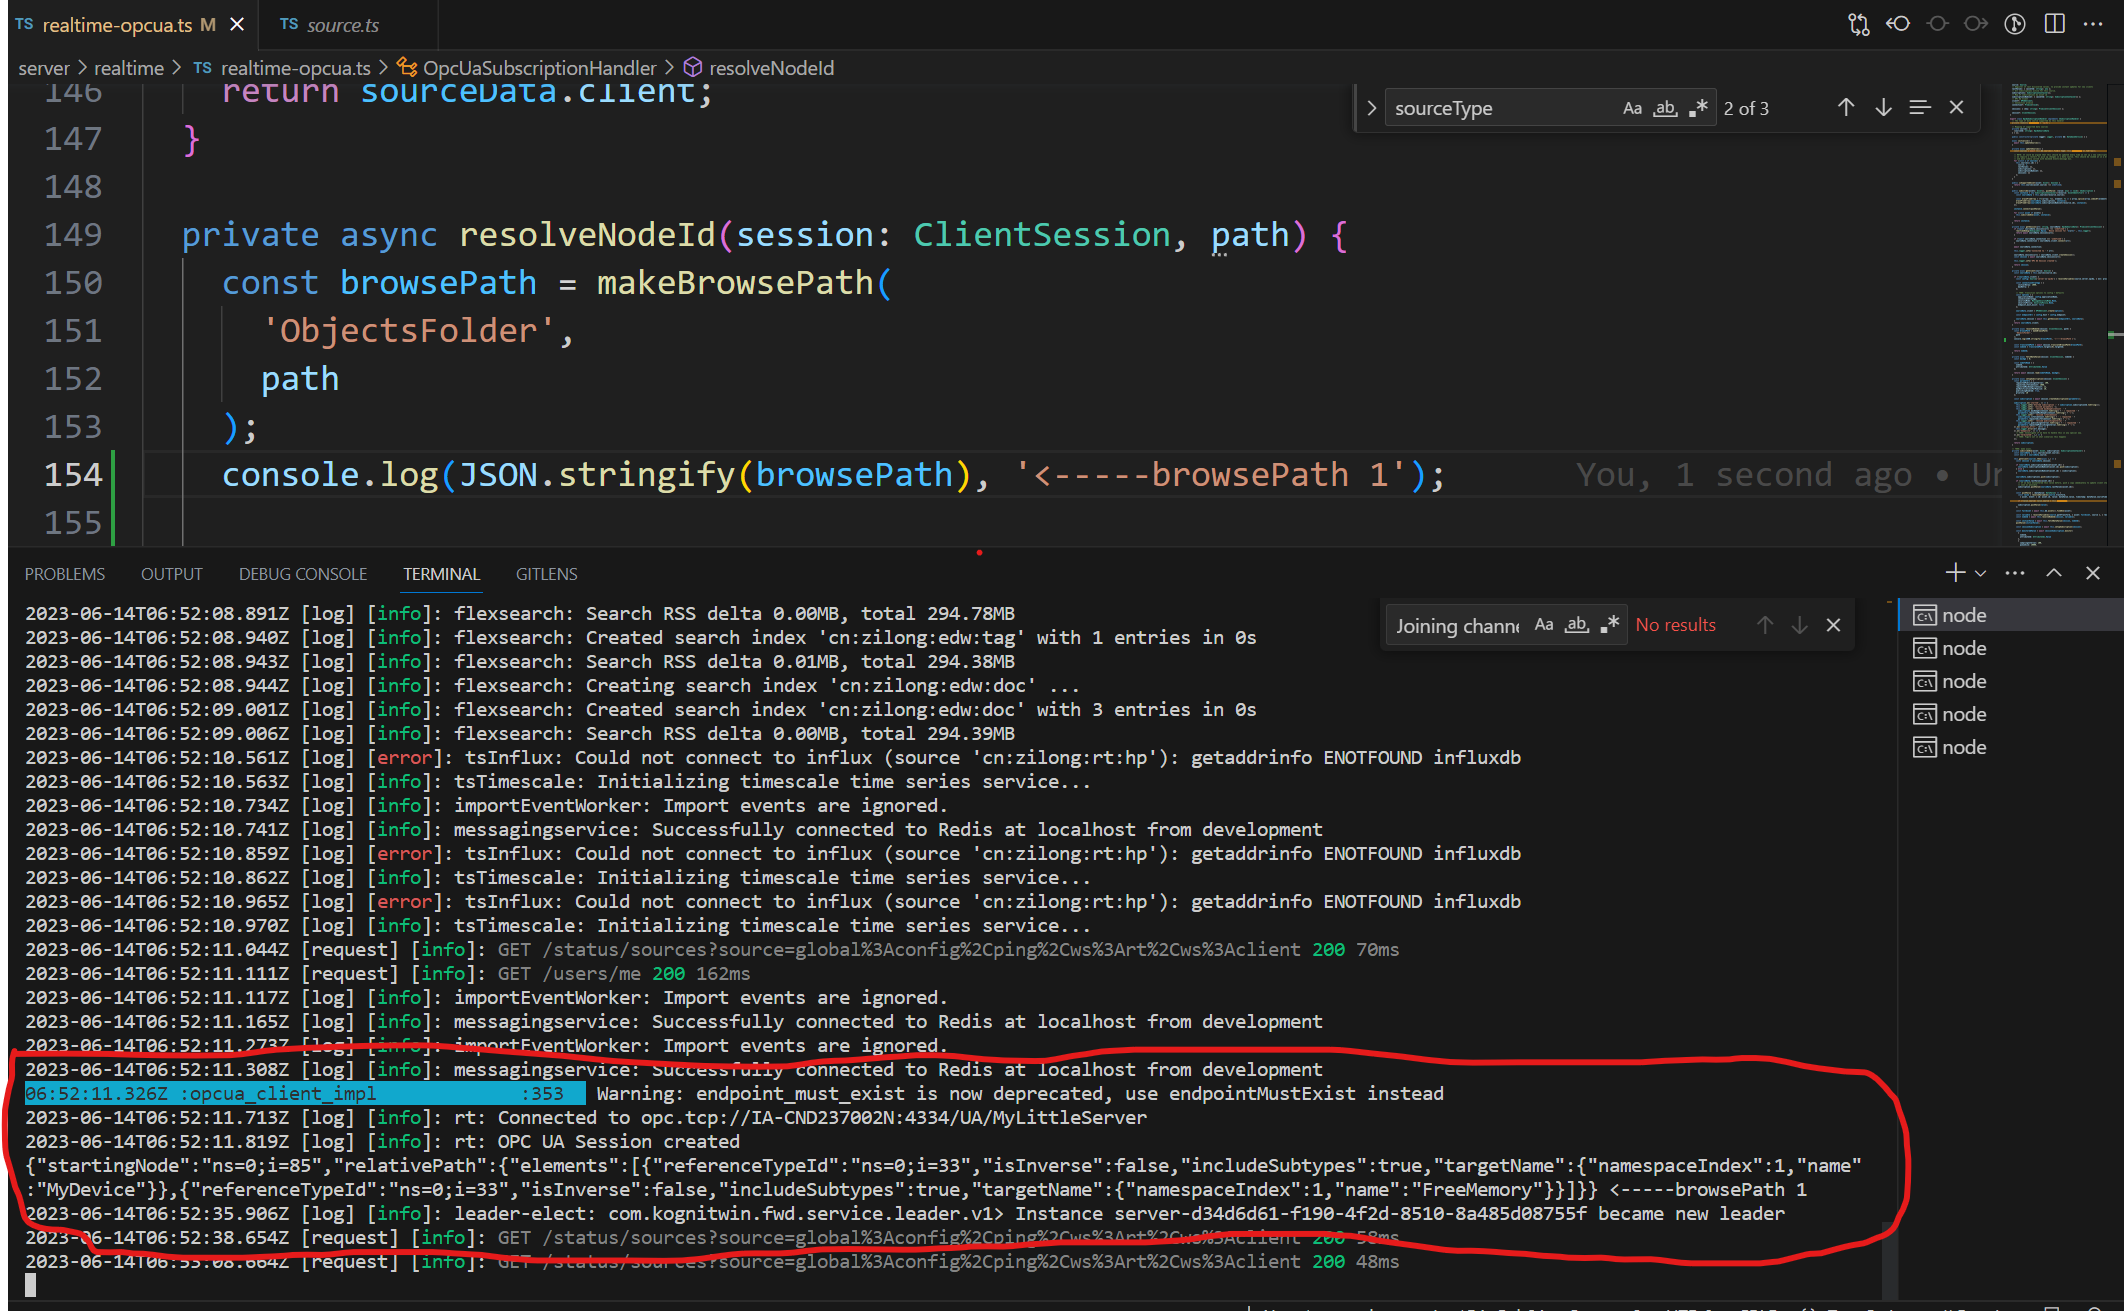 TS realtime-opcua.ts M
TS source.ts
server > realtime > TS realtime-opcua.ts > OpcUaSubscriptionHandler > resolveNodeId
sourceType Aa ab 2 of 3
146 return sourceData.client;
147 }
148
149 private async resolveNodeId(session: ClientSession, path) {
150 const browsePath = makeBrowsePath(
151 'ObjectsFolder',
152 path
153 );
154 console.log(JSON.stringify(browsePath), '<-----browsePath 1'); You, 1 second ago •
155
PROBLEMS OUTPUT DEBUG CONSOLE TERMINAL GITLENS
Joining channe Aa ab No results
node
node
node
node
node
2023-06-14T06:52:08.891Z [log] [info]: flexsearch: Search RSS delta 0.00MB, total 294.78MB
2023-06-14T06:52:08.940Z [log] [info]: flexsearch: Created search index 'cn:zilong:edw:tag' with 1 entries in 0s
2023-06-14T06:52:08.943Z [log] [info]: flexsearch: Search RSS delta 0.01MB, total 294.38MB
2023-06-14T06:52:08.944Z [log] [info]: flexsearch: Creating search index 'cn:zilong:edw:doc' ...
2023-06-14T06:52:09.001Z [log] [info]: flexsearch: Created search index 'cn:zilong:edw:doc' with 3 entries in 0s
2023-06-14T06:52:09.006Z [log] [info]: flexsearch: Search RSS delta 0.00MB, total 294.39MB
2023-06-14T06:52:10.561Z [log] [error]: tsInflux: Could not connect to influx (source 'cn:zilong:rt:hp'): getaddrinfo ENOTFOUND influxdb
2023-06-14T06:52:10.563Z [log] [info]: tsTimescale: Initializing timescale time series service...
2023-06-14T06:52:10.734Z [log] [info]: importEventWorker: Import events are ignored.
2023-06-14T06:52:10.741Z [log] [info]: messagingservice: Successfully connected to Redis at localhost from development
2023-06-14T06:52:10.859Z [log] [error]: tsInflux: Could not connect to influx (source 'cn:zilong:rt:hp'): getaddrinfo ENOTFOUND influxdb
2023-06-14T06:52:10.862Z [log] [info]: tsTimescale: Initializing timescale time series service...
2023-06-14T06:52:10.965Z [log] [error]: tsInflux: Could not connect to influx (source 'cn:zilong:rt:hp'): getaddrinfo ENOTFOUND influxdb
2023-06-14T06:52:10.970Z [log] [info]: tsTimescale: Initializing timescale time series service...
2023-06-14T06:52:11.044Z [request] [info]: GET /status/sources?source=global%3Aconfig%2Cping%2Cws%3Art%2Cws%3Aclient 200 70ms
2023-06-14T06:52:11.111Z [request] [info]: GET /users/me 200 162ms
2023-06-14T06:52:11.117Z [log] [info]: importEventWorker: Import events are ignored.
2023-06-14T06:52:11.165Z [log] [info]: messagingservice: Successfully connected to Redis at localhost from development
2023-06-14T06:52:11.273Z [log] [info]: importEventWorker: Import events are ignored.
2023-06-14T06:52:11.308Z [log] [info]: messagingservice: Successfully connected to Redis at localhost from development
06:52:11.326Z :opcua_client_impl :353 Warning: endpoint_must_exist is now deprecated, use endpointMustExist instead
2023-06-14T06:52:11.713Z [log] [info]: rt: Connected to opc.tcp://IA-CND237002N:4334/UA/MyLittleServer
2023-06-14T06:52:11.819Z [log] [info]: rt: OPC UA Session created
{"startingNode":"ns=0;i=85","relativePath":{"elements":[{"referenceTypeId":"ns=0;i=33","isInverse":false,"includeSubtypes":true,"targetName":{"namespaceIndex":1,"name"
:"MyDevice"}},{"referenceTypeId":"ns=0;i=33","isInverse":false,"includeSubtypes":true,"targetName":{"namespaceIndex":1,"name":"FreeMemory"}}]}} <-----browsePath 1
2023-06-14T06:52:35.906Z [log] [info]: leader-elect: com.kognitwin.fwd.service.leader.v1> Instance server-d34d6d61-f190-4f2d-8510-8a485d08755f became new leader
2023-06-14T06:52:38.654Z [request] [info]: GET /status/sources?source=global%3Aconfig%2Cping%2Cws%3Art%2Cws%3Aclient 200 58ms
2023-06-14T06:53:08.664Z [request] [info]: GET /status/sources?source=global%3Aconfig%2Cping%2Cws%3Art%2Cws%3Aclient 200 48ms